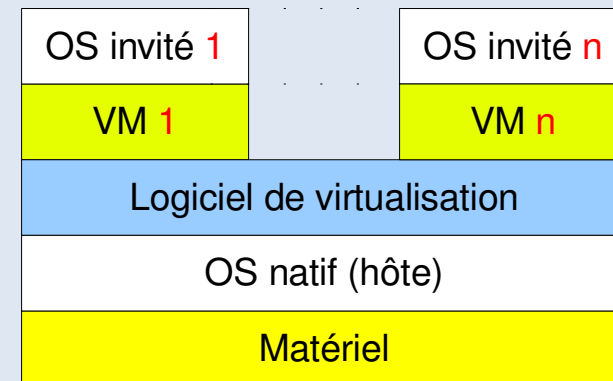 OS invité 1
OS invité n
VM 1
VM n
Logiciel de virtualisation
OS natif (hôte)
Matériel